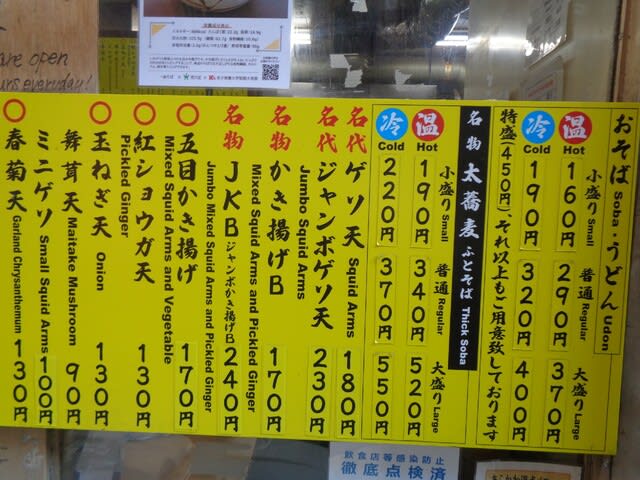 are open
urs everyday!
おそば Soba・うどん Udon
温 Hot
冷 Cold
小盛り Small
160円
190円
普通 Regular
290円
320円
大盛り Large
370円
400円
特盛(450円)、それ以上もご用意致しております
名物 太蕎麦 ふとそば Thick Soba
温 Hot
冷 Cold
小盛り Small
190円
220円
普通 Regular
340円
370円
大盛り Large
520円
550円
名代 ゲソ天 Squid Arms 180円
名代 ジャンボゲソ天 230円
Jumbo Squid Arms
名物 かき揚げB 170円
Mixed Squid Arms and Pickled Ginger
名物 JKB ジャンボかき揚げB 240円
Jumbo Mixed Squid Arms and Pickled Ginger
○ 五目かき揚げ 170円
Mixed Squid Arms and Vegetable
○ 紅ショウガ天 130円
Pickled Ginger
○ 玉ねぎ天 Onion 130円
舞茸天 Maitake Mushroom 90円
ミニゲソ Small Squid Arms 100円
○ 春菊天 Garland Chrysanthemum 130円
飲食店等感染防止
徹底点検済